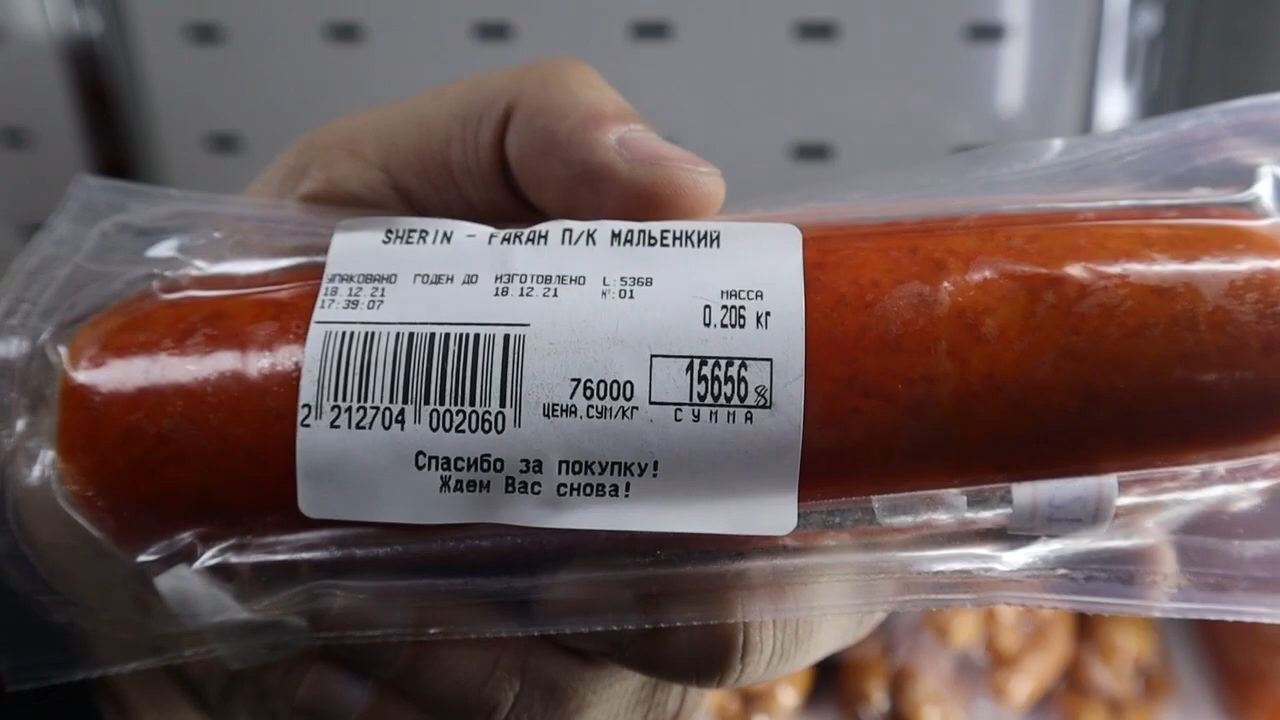 SHERIN - FARAH П/К МАЛЬЕНКИЙ
УПАКОВАНО ГОДЕН ДО ИЗГОТОВЛЕНО L:5368
18.12.21 18.12.21 №:01
17:39:07
МАССА
0.206 кг
76000
ЦЕНА,СУМ/КГ
15656
СУММА
2 212704 002060
Спасибо за покупку!
Ждем Вас снова!